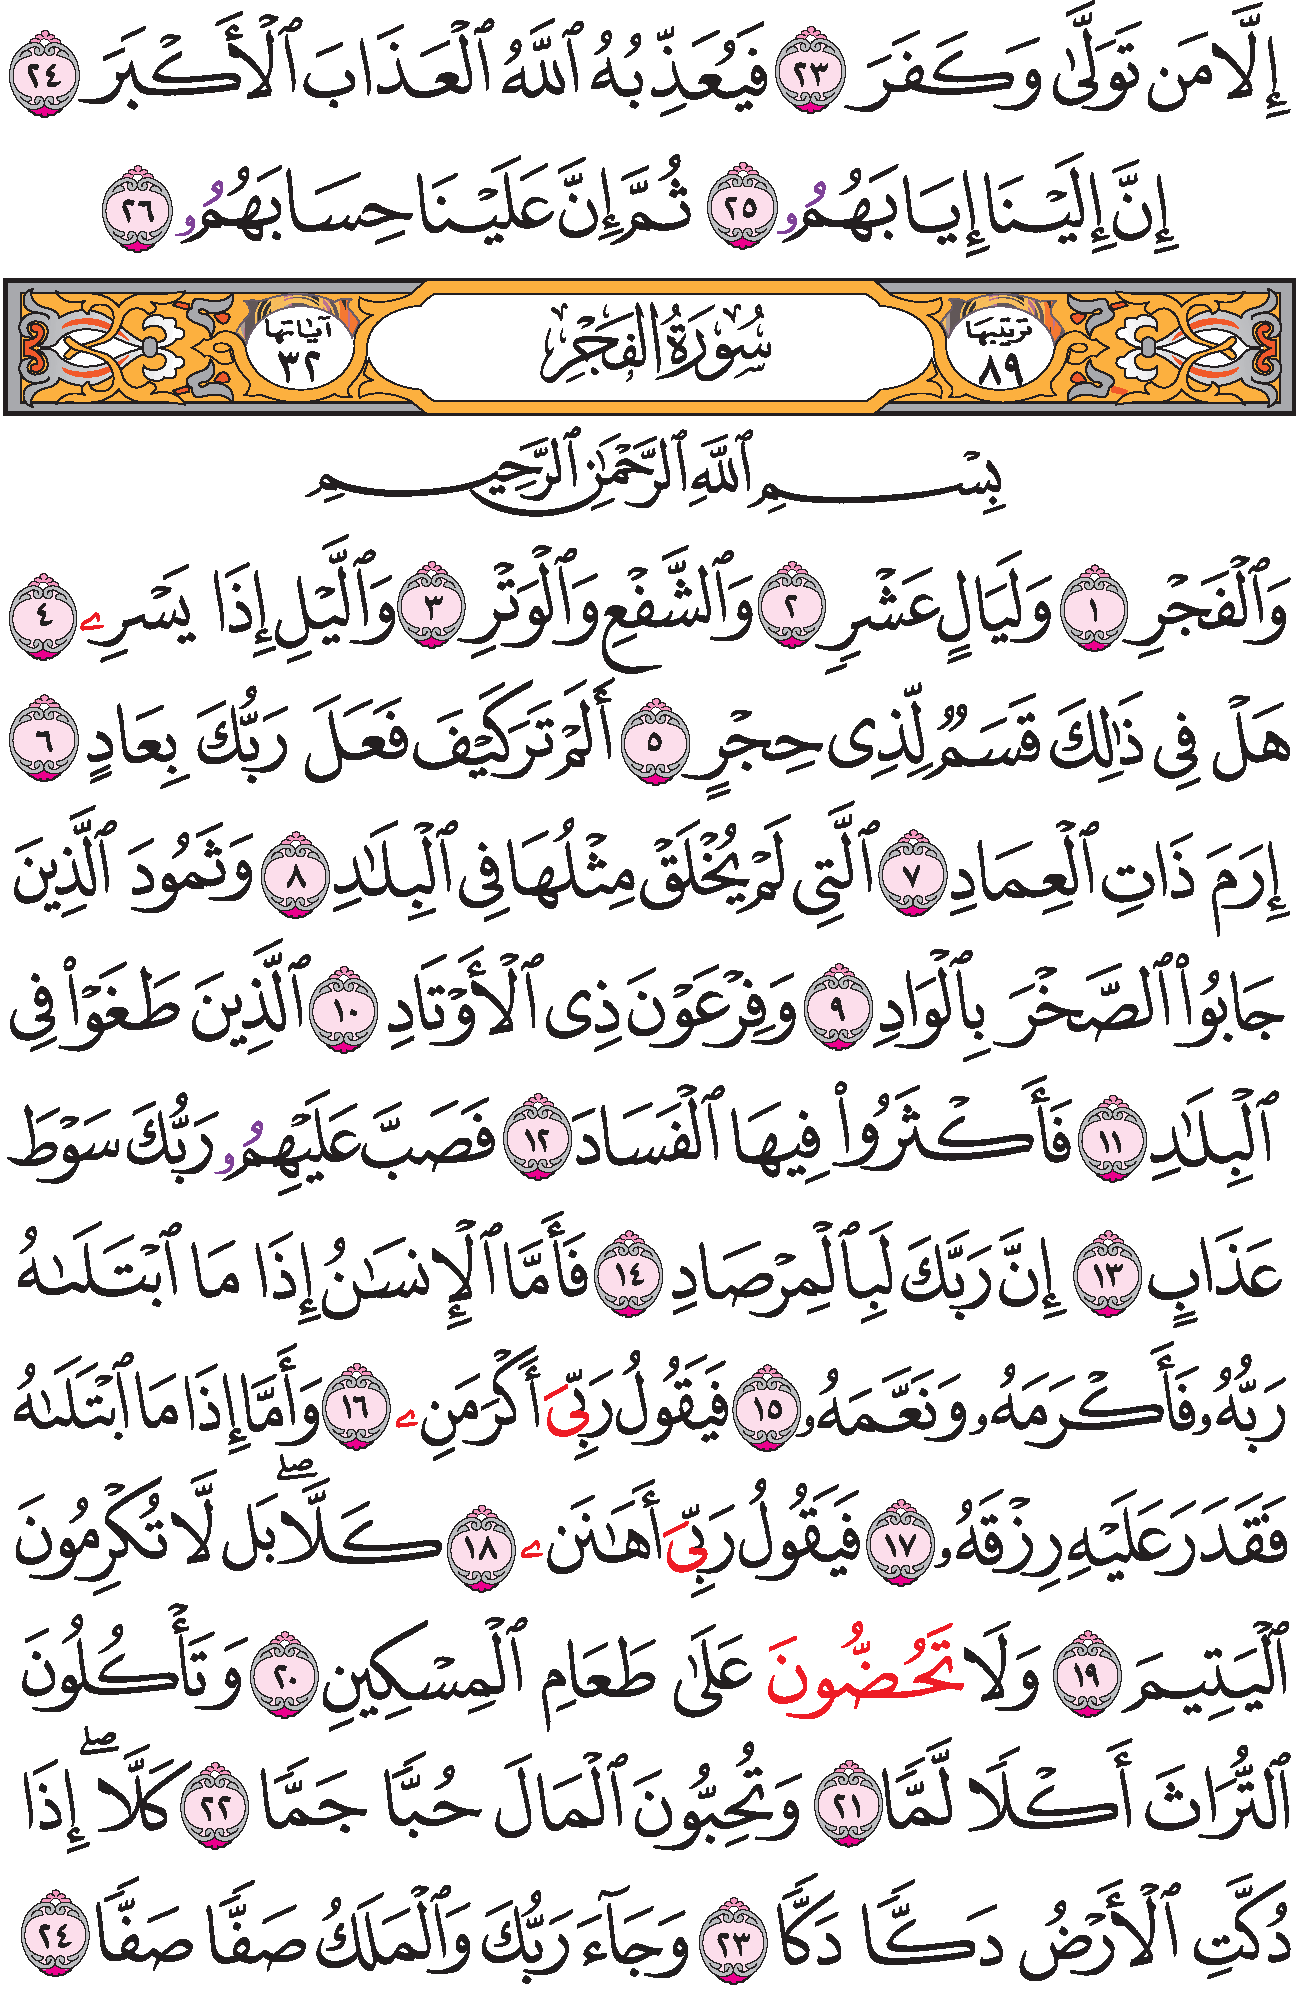 إِلَّا مَن تَوَلَّىٰ وَكَفَرَ ٢٣ فَيُعَذِّبُهُ ٱللَّهُ ٱلْعَذَابَ ٱلْأَكْبَرَ ٢٤
إِنَّ إِلَيْنَا إِيَابَهُمُۥ ٢٥ ثُمَّ إِنَّ عَلَيْنَا حِسَابَهُمُۥ ٢٦
ترتيبها ٨٩ سُورَةُ الفَجْرِ آياتها ٣٢
بِسْمِ ٱللَّهِ ٱلرَّحْمَٰنِ ٱلرَّحِيمِ
وَٱلْفَجْرِ ١ وَلَيَالٍ عَشْرٍ ٢ وَٱلشَّفْعِ وَٱلْوَتْرِ ٣ وَٱلَّيْلِ إِذَا يَسْرِۦ ٤
هَلْ فِي ذَٰلِكَ قَسَمٌ لِّذِى حِجْرٍ ٥ أَلَمْ تَرَ كَيْفَ فَعَلَ رَبُّكَ بِعَادٍ ٦
إِرَمَ ذَاتِ ٱلْعِمَادِ ٧ ٱلَّتِي لَمْ يُخْلَقْ مِثْلُهَا فِي ٱلْبِلَٰدِ ٨ وَثَمُودَ ٱلَّذِينَ
جَابُوا۟ ٱلصَّخْرَ بِٱلْوَادِ ٩ وَفِرْعَوْنَ ذِى ٱلْأَوْتَادِ ١٠ ٱلَّذِينَ طَغَوْا۟ فِى
ٱلْبِلَٰدِ ١١ فَأَكْثَرُوا۟ فِيهَا ٱلْفَسَادَ ١٢ فَصَبَّ عَلَيْهِمُۥ رَبُّكَ سَوْطَ
عَذَابٍ ١٣ إِنَّ رَبَّكَ لَبِٱلْمِرْصَادِ ١٤ فَأَمَّا ٱلْإِنسَٰنُ إِذَا مَا ٱبْتَلَىٰهُ
رَبُّهُۥ فَأَكْرَمَهُۥ وَنَعَّمَهُۥ ١٥ فَيَقُولُ رَبِّىَ أَكْرَمَنِۦ ١٦ وَأَمَّا إِذَا مَا ٱبْتَلَىٰهُ
فَقَدَرَ عَلَيْهِ رِزْقَهُۥ ١٧ فَيَقُولُ رَبِّىَ أَهَٰنَنِۦ ١٨ كَلَّاۖ بَل لَّا تُكْرِمُونَ
ٱلْيَتِيمَ ١٩ وَلَا تَحُضُّونَ عَلَىٰ طَعَامِ ٱلْمِسْكِينِ ٢٠ وَتَأْكُلُونَ
ٱلتُّرَاثَ أَكْلًا لَّمًّا ٢١ وَتُحِبُّونَ ٱلْمَالَ حُبًّا جَمًّا ٢٢ كَلَّاۖ إِذَا
دُكَّتِ ٱلْأَرْضُ دَكًّا دَكًّا ٢٣ وَجَآءَ رَبُّكَ وَٱلْمَلَكُ صَفًّا صَفًّا ٢٤